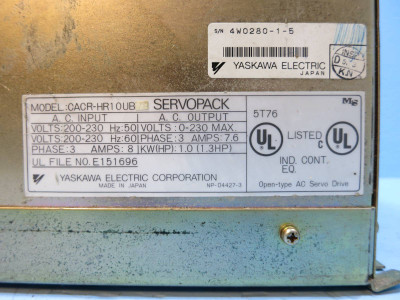 S/N 4W0280-1-5
YASKAWA ELECTRIC
JAPAN
MODEL:CACR-HR10UB SERVOPACK
A.C. INPUT A.C. OUTPUT
VOLTS:200-230 Hz:50 VOLTS:0-230 MAX
VOLTS:200-230 Hz:60 PHASE:3 AMPS:7.6
PHASE:3 AMPS: 8 KW(HP):1.0(1.3HP)
UL FILE NO.E151696
YASKAWA ELECTRIC CORPORATION
MADE IN JAPAN NP-D4427-3
5T76
UL LISTED C UL
IND. CONT.
EQ.
Open-type AC Servo Drive